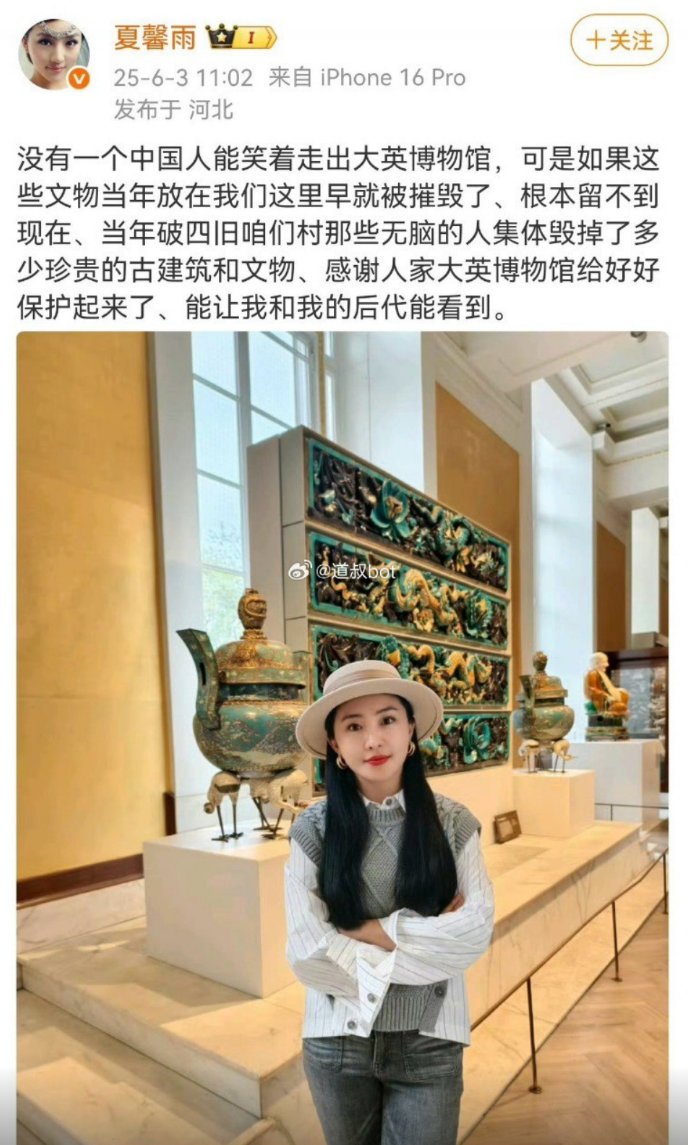 夏馨雨
I
+关注
25-6-3 11:02 来自 iPhone 16 Pro
发布于 河北
没有一个中国人能笑着走出大英博物馆，可是如果这
些文物当年放在我们这里早就被摧毁了、根本留不到
现在、当年破四旧咱们村那些无脑的人集体毁掉了多
少珍贵的古建筑和文物、感谢人家大英博物馆给好好
保护起来了、能让我和我的后代能看到。
@道叔bot